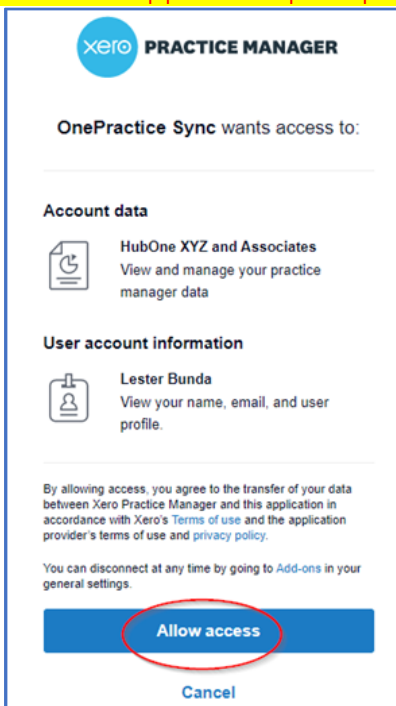 xero PRACTICE MANAGER
OnePractice Sync wants access to:
Account data
HubOne XYZ and Associates
View and manage your practice
manager data
User account information
Lester Bunda
View your name, email, and user
profile.
By allowing access, you agree to the transfer of your data
between Xero Practice Manager and this application in
accordance with Xero's Terms of use and the application
provider's terms of use and privacy policy.
You can disconnect at any time by going to Add-ons in your
general settings.
Allow access
Cancel